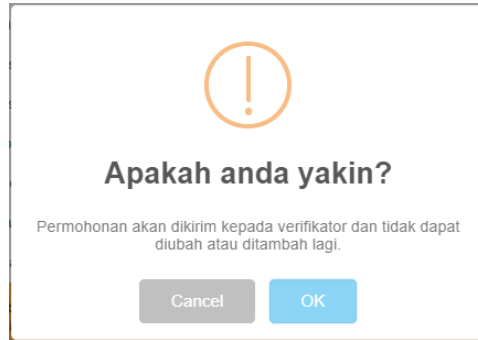 Apakah anda yakin?
Permohonan akan dikirim kepada verifikator dan tidak dapat
diubah atau ditambah lagi.
Cancel
OK